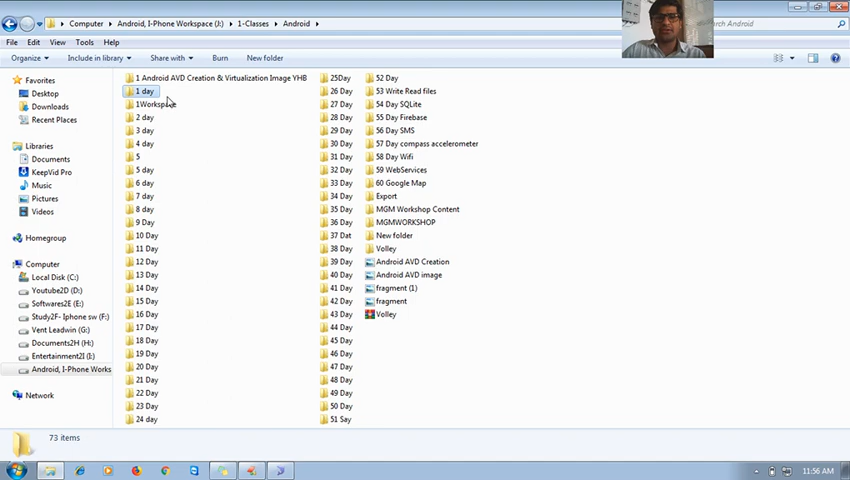 Computer ▸ Android, I-Phone Workspace (J:) ▸ 1-Classes ▸ Android ▸
File Edit View Tools Help
Organize Include in library Share with Burn New folder
Favorites
Desktop
Downloads
Recent Places
Libraries
Documents
KeepVid Pro
Music
Pictures
Videos
Homegroup
Computer
Local Disk (C:)
Youtube2D (D:)
Softwares2E (E:)
Study2F- Iphone sw (F:)
Vent Leadwin (G:)
Documents2H (H:)
Entertainment2I (I:)
Android, I-Phone Works
Network
1 Android AVD Creation & Virtualization Image YHB
1 day
1Workspace
2 day
3 day
4 day
5
5 day
6 day
7 day
8 day
9 Day
10 Day
11 Day
12 Day
13 Day
14 Day
15 Day
16 Day
17 Day
18 Day
19 Day
20 Day
21 Day
22 Day
23 Day
24 day
25Day
26 Day
27 Day
28 Day
29 Day
30 Day
31 Day
32 Day
33 Day
34 Day
35 Day
36 Day
37 Dat
38 Day
39 Day
40 Day
41 Day
42 Day
43 Day
44 Day
45 Day
46 Day
47 Day
48 Day
49 Day
50 Day
51 Say
52 Day
53 Write Read files
54 Day SQLite
55 Day Firebase
56 Day SMS
57 Day compass accelerometer
58 Day Wifi
59 WebServices
60 Google Map
Export
MGM Workshop Content
MGMWORKSHOP
New folder
Volley
Android AVD Creation
Android AVD image
fragment (1)
fragment
Volley
73 items
11:56 AM